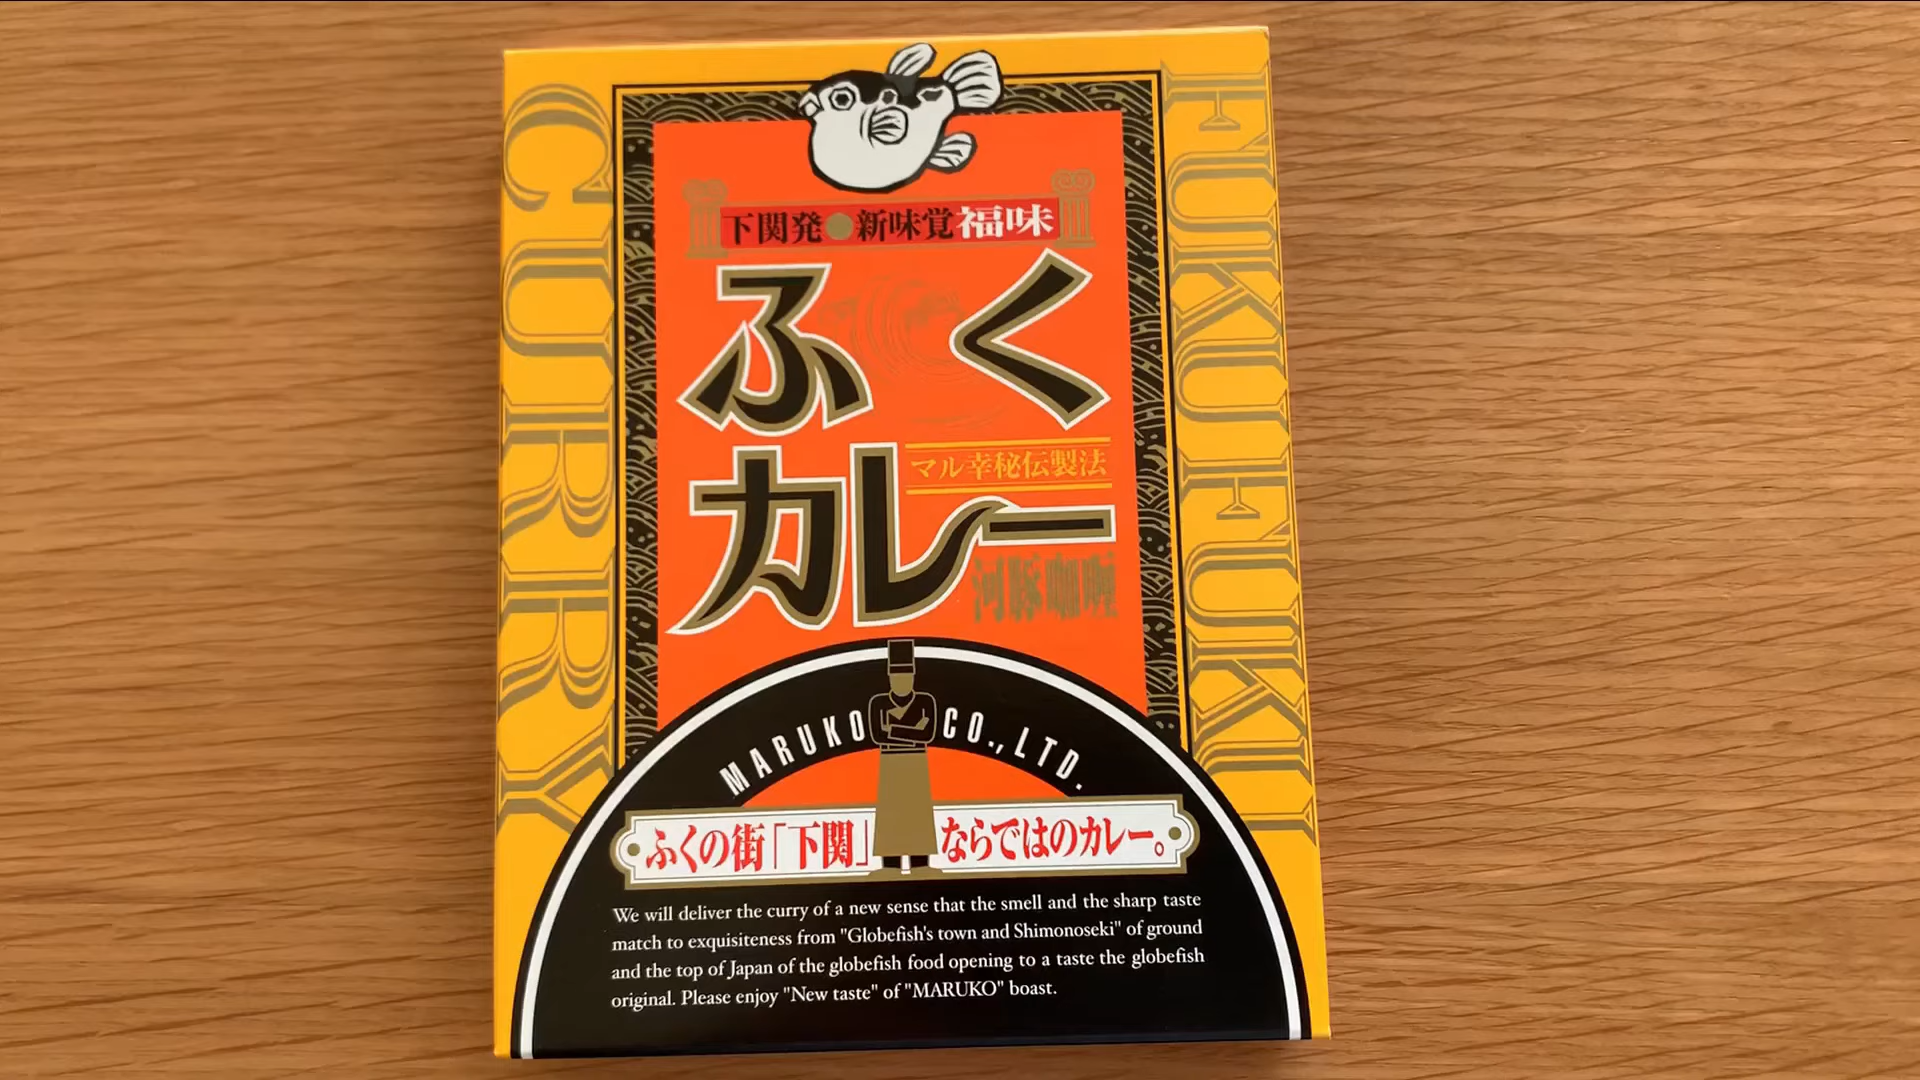 CURRY
FUKUFUKU
下関発●新味覚福味
ふく
カレー
マル幸秘伝製法
河豚咖喱
MARUKO CO., LTD.
ふくの街「下関」ならではのカレー。
We will deliver the curry of a new sense that the smell and the sharp taste
match to exquisiteness from "Globefish's town and Shimonoseki" of ground
and the top of Japan of the globefish food opening to a taste the globefish
original. Please enjoy "New taste" of "MARUKO" boast.